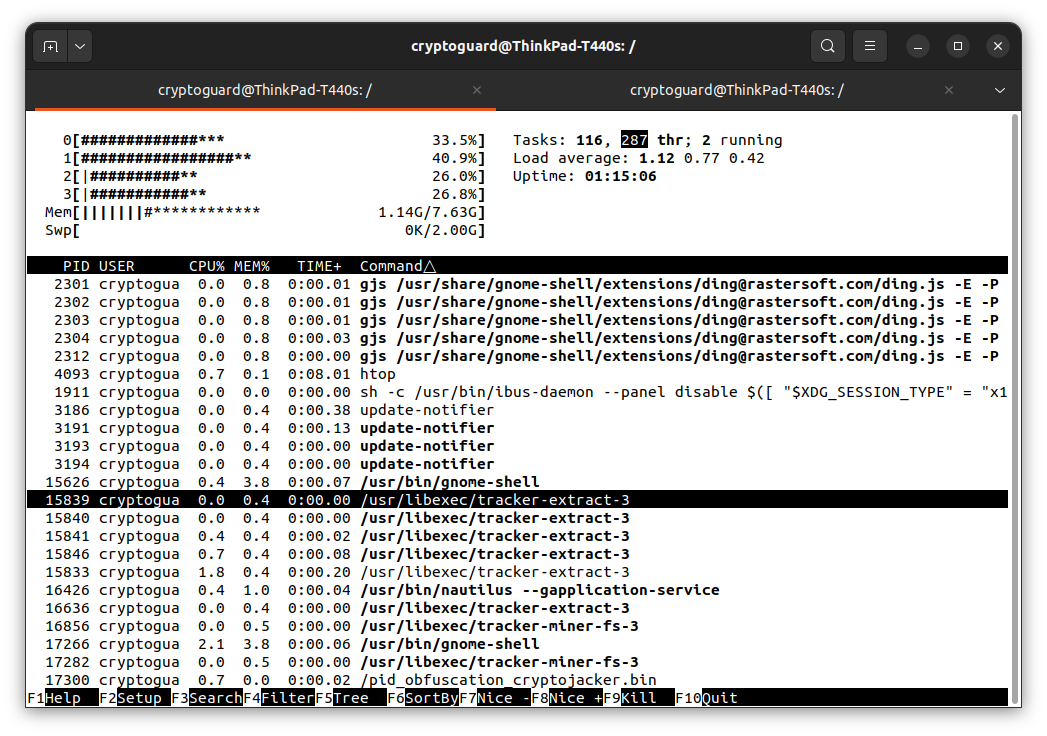 cryptoguard@ThinkPad-T440s: /
cryptoguard@ThinkPad-T440s: / × cryptoguard@ThinkPad-T440s: / ×
0[#############*** 33.5%] Tasks: 116, 287 thr; 2 running
1[#################** 40.9%] Load average: 1.12 0.77 0.42
2[|##########** 26.0%] Uptime: 01:15:06
3[|###########** 26.8%]
Mem[|||||||#************ 1.14G/7.63G]
Swp[ 0K/2.00G]
PID USER CPU% MEM% TIME+ Command△
2301 cryptogua 0.0 0.8 0:00.01 gjs /usr/share/gnome-shell/extensions/ding@rastersoft.com/ding.js -E -P
2302 cryptogua 0.0 0.8 0:00.01 gjs /usr/share/gnome-shell/extensions/ding@rastersoft.com/ding.js -E -P
2303 cryptogua 0.0 0.8 0:00.01 gjs /usr/share/gnome-shell/extensions/ding@rastersoft.com/ding.js -E -P
2304 cryptogua 0.0 0.8 0:00.03 gjs /usr/share/gnome-shell/extensions/ding@rastersoft.com/ding.js -E -P
2312 cryptogua 0.0 0.8 0:00.00 gjs /usr/share/gnome-shell/extensions/ding@rastersoft.com/ding.js -E -P
4093 cryptogua 0.7 0.1 0:08.01 htop
1911 cryptogua 0.0 0.0 0:00.00 sh -c /usr/bin/ibus-daemon --panel disable $([ "$XDG_SESSION_TYPE" = "x1
3186 cryptogua 0.0 0.4 0:00.38 update-notifier
3191 cryptogua 0.0 0.4 0:00.13 update-notifier
3193 cryptogua 0.0 0.4 0:00.00 update-notifier
3194 cryptogua 0.0 0.4 0:00.00 update-notifier
15626 cryptogua 0.4 3.8 0:00.07 /usr/bin/gnome-shell
15839 cryptogua 0.0 0.4 0:00.00 /usr/libexec/tracker-extract-3
15840 cryptogua 0.0 0.4 0:00.00 /usr/libexec/tracker-extract-3
15841 cryptogua 0.4 0.4 0:00.02 /usr/libexec/tracker-extract-3
15846 cryptogua 0.7 0.4 0:00.08 /usr/libexec/tracker-extract-3
15833 cryptogua 1.8 0.4 0:00.20 /usr/libexec/tracker-extract-3
16426 cryptogua 0.4 1.0 0:00.04 /usr/bin/nautilus --gapplication-service
16636 cryptogua 0.0 0.4 0:00.00 /usr/libexec/tracker-extract-3
16856 cryptogua 0.0 0.5 0:00.00 /usr/libexec/tracker-miner-fs-3
17266 cryptogua 2.1 3.8 0:00.06 /usr/bin/gnome-shell
17282 cryptogua 0.0 0.5 0:00.00 /usr/libexec/tracker-miner-fs-3
17300 cryptogua 0.7 0.0 0:00.02 /pid_obfuscation_cryptojacker.bin
F1Help F2Setup F3SearchF4FilterF5Tree F6SortByF7Nice -F8Nice +F9Kill F10Quit